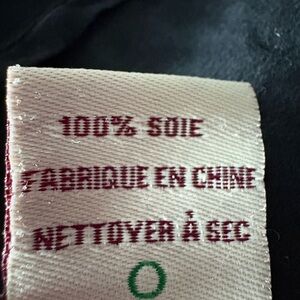 100% SOIE
FABRIQUE EN CHINE
NETTOYER À SEC
O